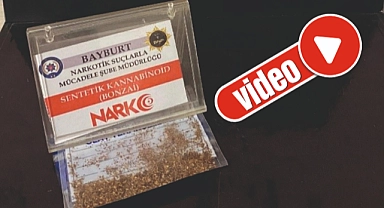 BAYBURT
NARKOTİK SUÇLARLA
MÜCADELE ŞUBE MÜDÜRLÜĞÜ
SENTETİK KANNABİNOİD
(BONZAİ)
NARKO
video